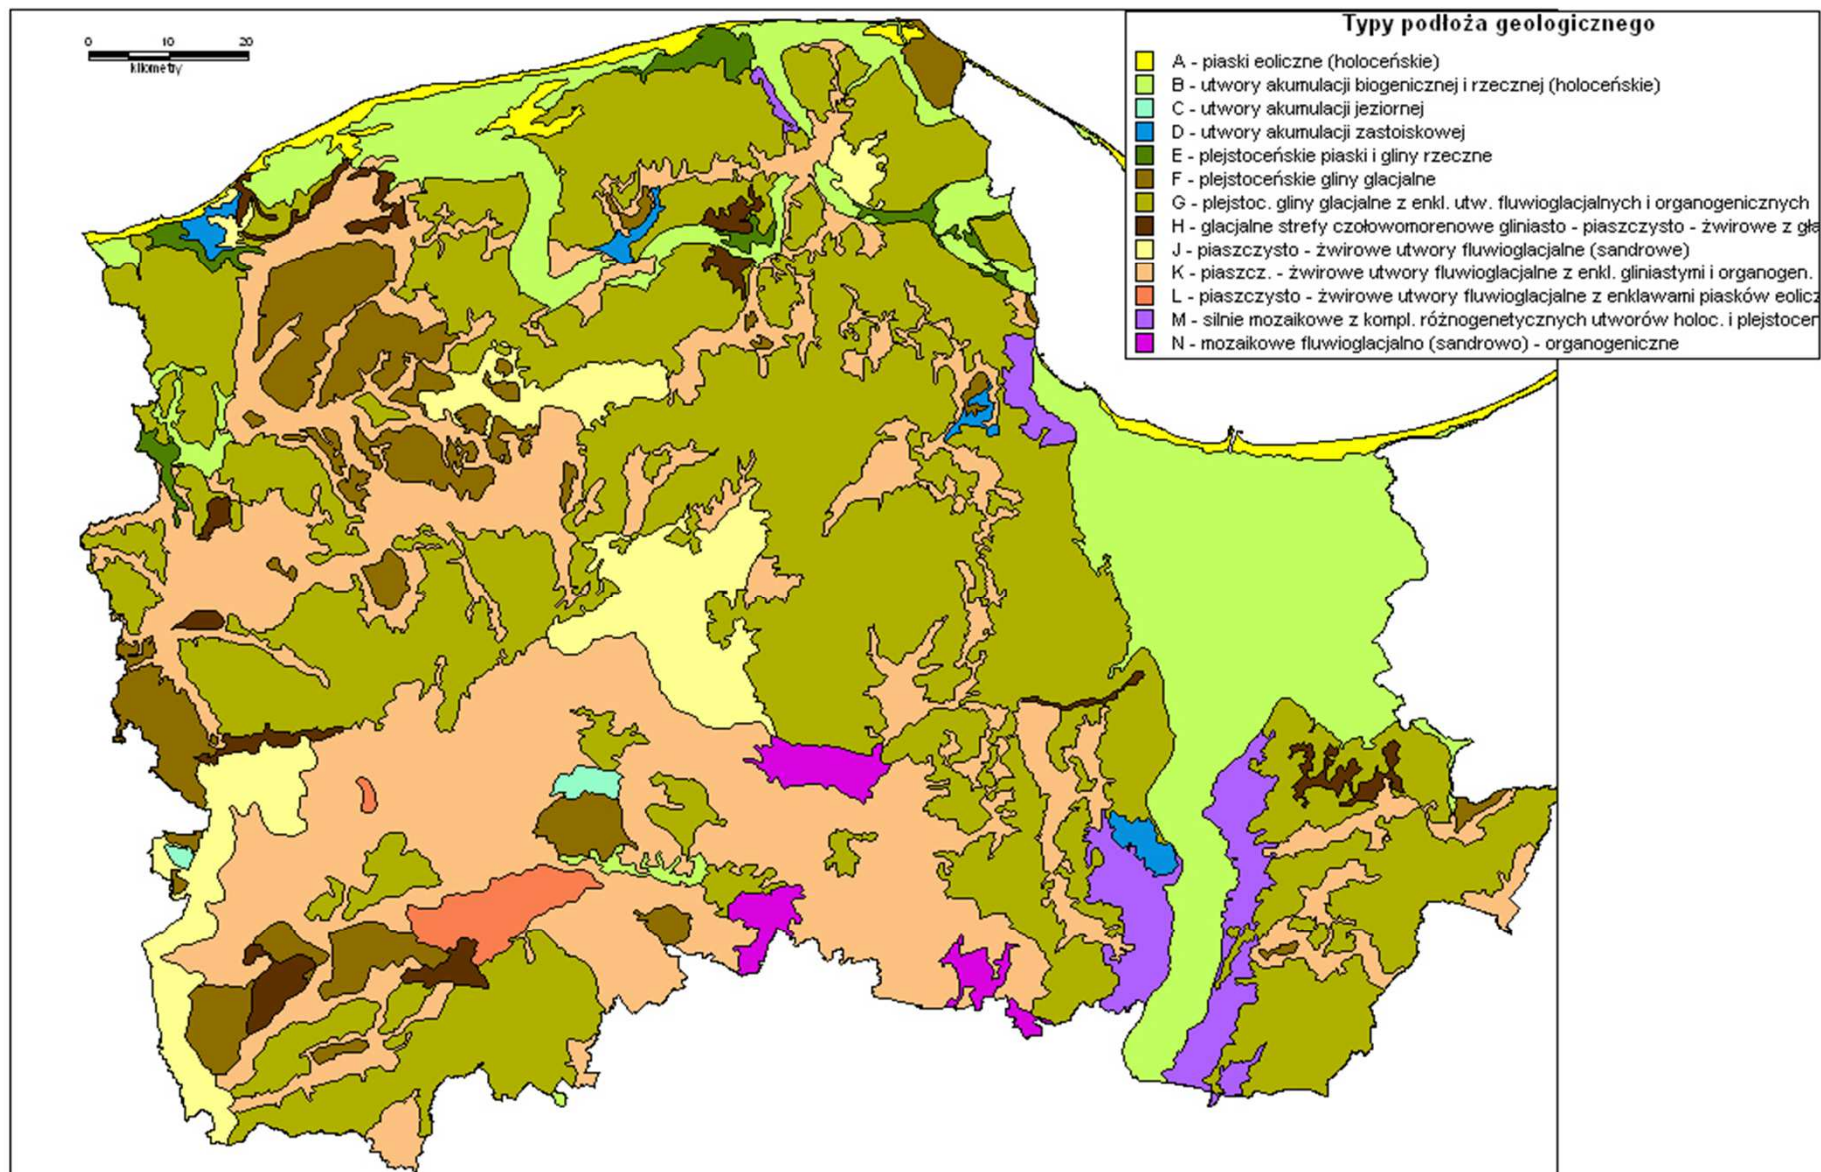 Typy podłoża geologicznego
0 10 20
kilometry
A - piaski eoliczne (holoceńskie)
B - utwory akumulacji biogenicznej i rzecznej (holoceńskie)
C - utwory akumulacji jeziornej
D - utwory akumulacji zastoiskowej
E - plejstoceńskie piaski i gliny rzeczne
F - plejstoceńskie gliny glacjalne
G - plejstoc. gliny glacjalne z enkl. utw. fluwioglacjalnych i organogenicznych
H - glacjalne strefy czołowomorenowe gliniasto - piaszczysto - żwirowe z gła
J - piaszczysto - żwirowe utwory fluwioglacjalne (sandrowe)
K - piaszcz. - żwirowe utwory fluwioglacjalne z enkl. gliniastymi i organogen.
L - piaszczysto - żwirowe utwory fluwioglacjalne z enklawami piasków eolicz
M - silnie mozaikowe z kompl. różnogenetycznych utworów holoc. i plejstocen
N - mozaikowe fluwioglacjalno (sandrowo) - organogeniczne